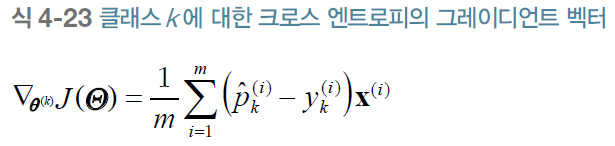 식 4-23 클래스 k에 대한 크로스 엔트로피의 그레이디언트 벡터
∇θ(k) J(Θ) = 1/m ∑_{i=1}^{m} (p̂_k^(i) − y_k^(i)) x^(i)